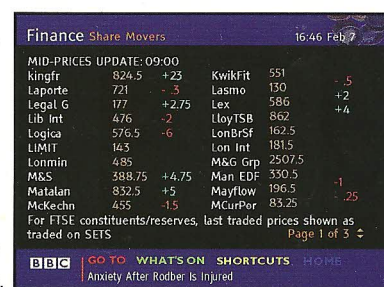 Finance Share Movers 16:46 Feb 7
MID-PRICES UPDATE: 09:00
kingfr 824.5 +23 KwikFit 551
Laporte 721 - .3 Lasmo 130 - .5
Legal G 177 +2.75 Lex 586 +2
Lib Int 476 -2 LloyTSB 862 +4
Logica 576.5 -6 LonBrSf 162.5
LIMIT 143 Lon Int 181.5
Lonmin 485 M&G Grp 2507.5
M&S 388.75 +4.75 Man EDF 330.5
Matalan 832.5 +5 Mayflow 196.5 -1
McKechn 455 -1.5 MCurPor 83.25 - .25
For FTSE constituents/reserves, last traded prices shown as
traded on SETS
Page 1 of 3
BBC GO TO WHAT'S ON SHORTCUTS HOME
Anxiety After Rodber Is Injured